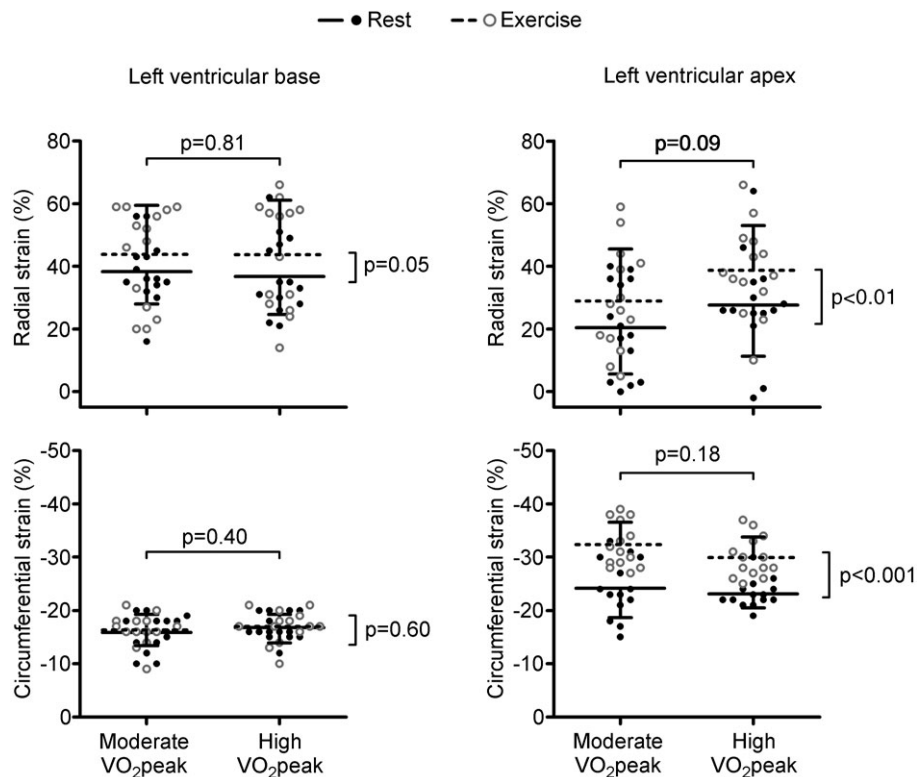 Rest Exercise
Left ventricular base
Left ventricular apex
Radial strain (%)
80
60
40
20
0
p=0.81
p=0.05
Radial strain (%)
80
60
40
20
0
p=0.09
p<0.01
Circumferential strain (%)
-50
-40
-30
-20
-10
0
p=0.40
p=0.60
Moderate
VO₂peak
High
VO₂peak
Circumferential strain (%)
-50
-40
-30
-20
-10
0
p=0.18
p<0.001
Moderate
VO₂peak
High
VO₂peak